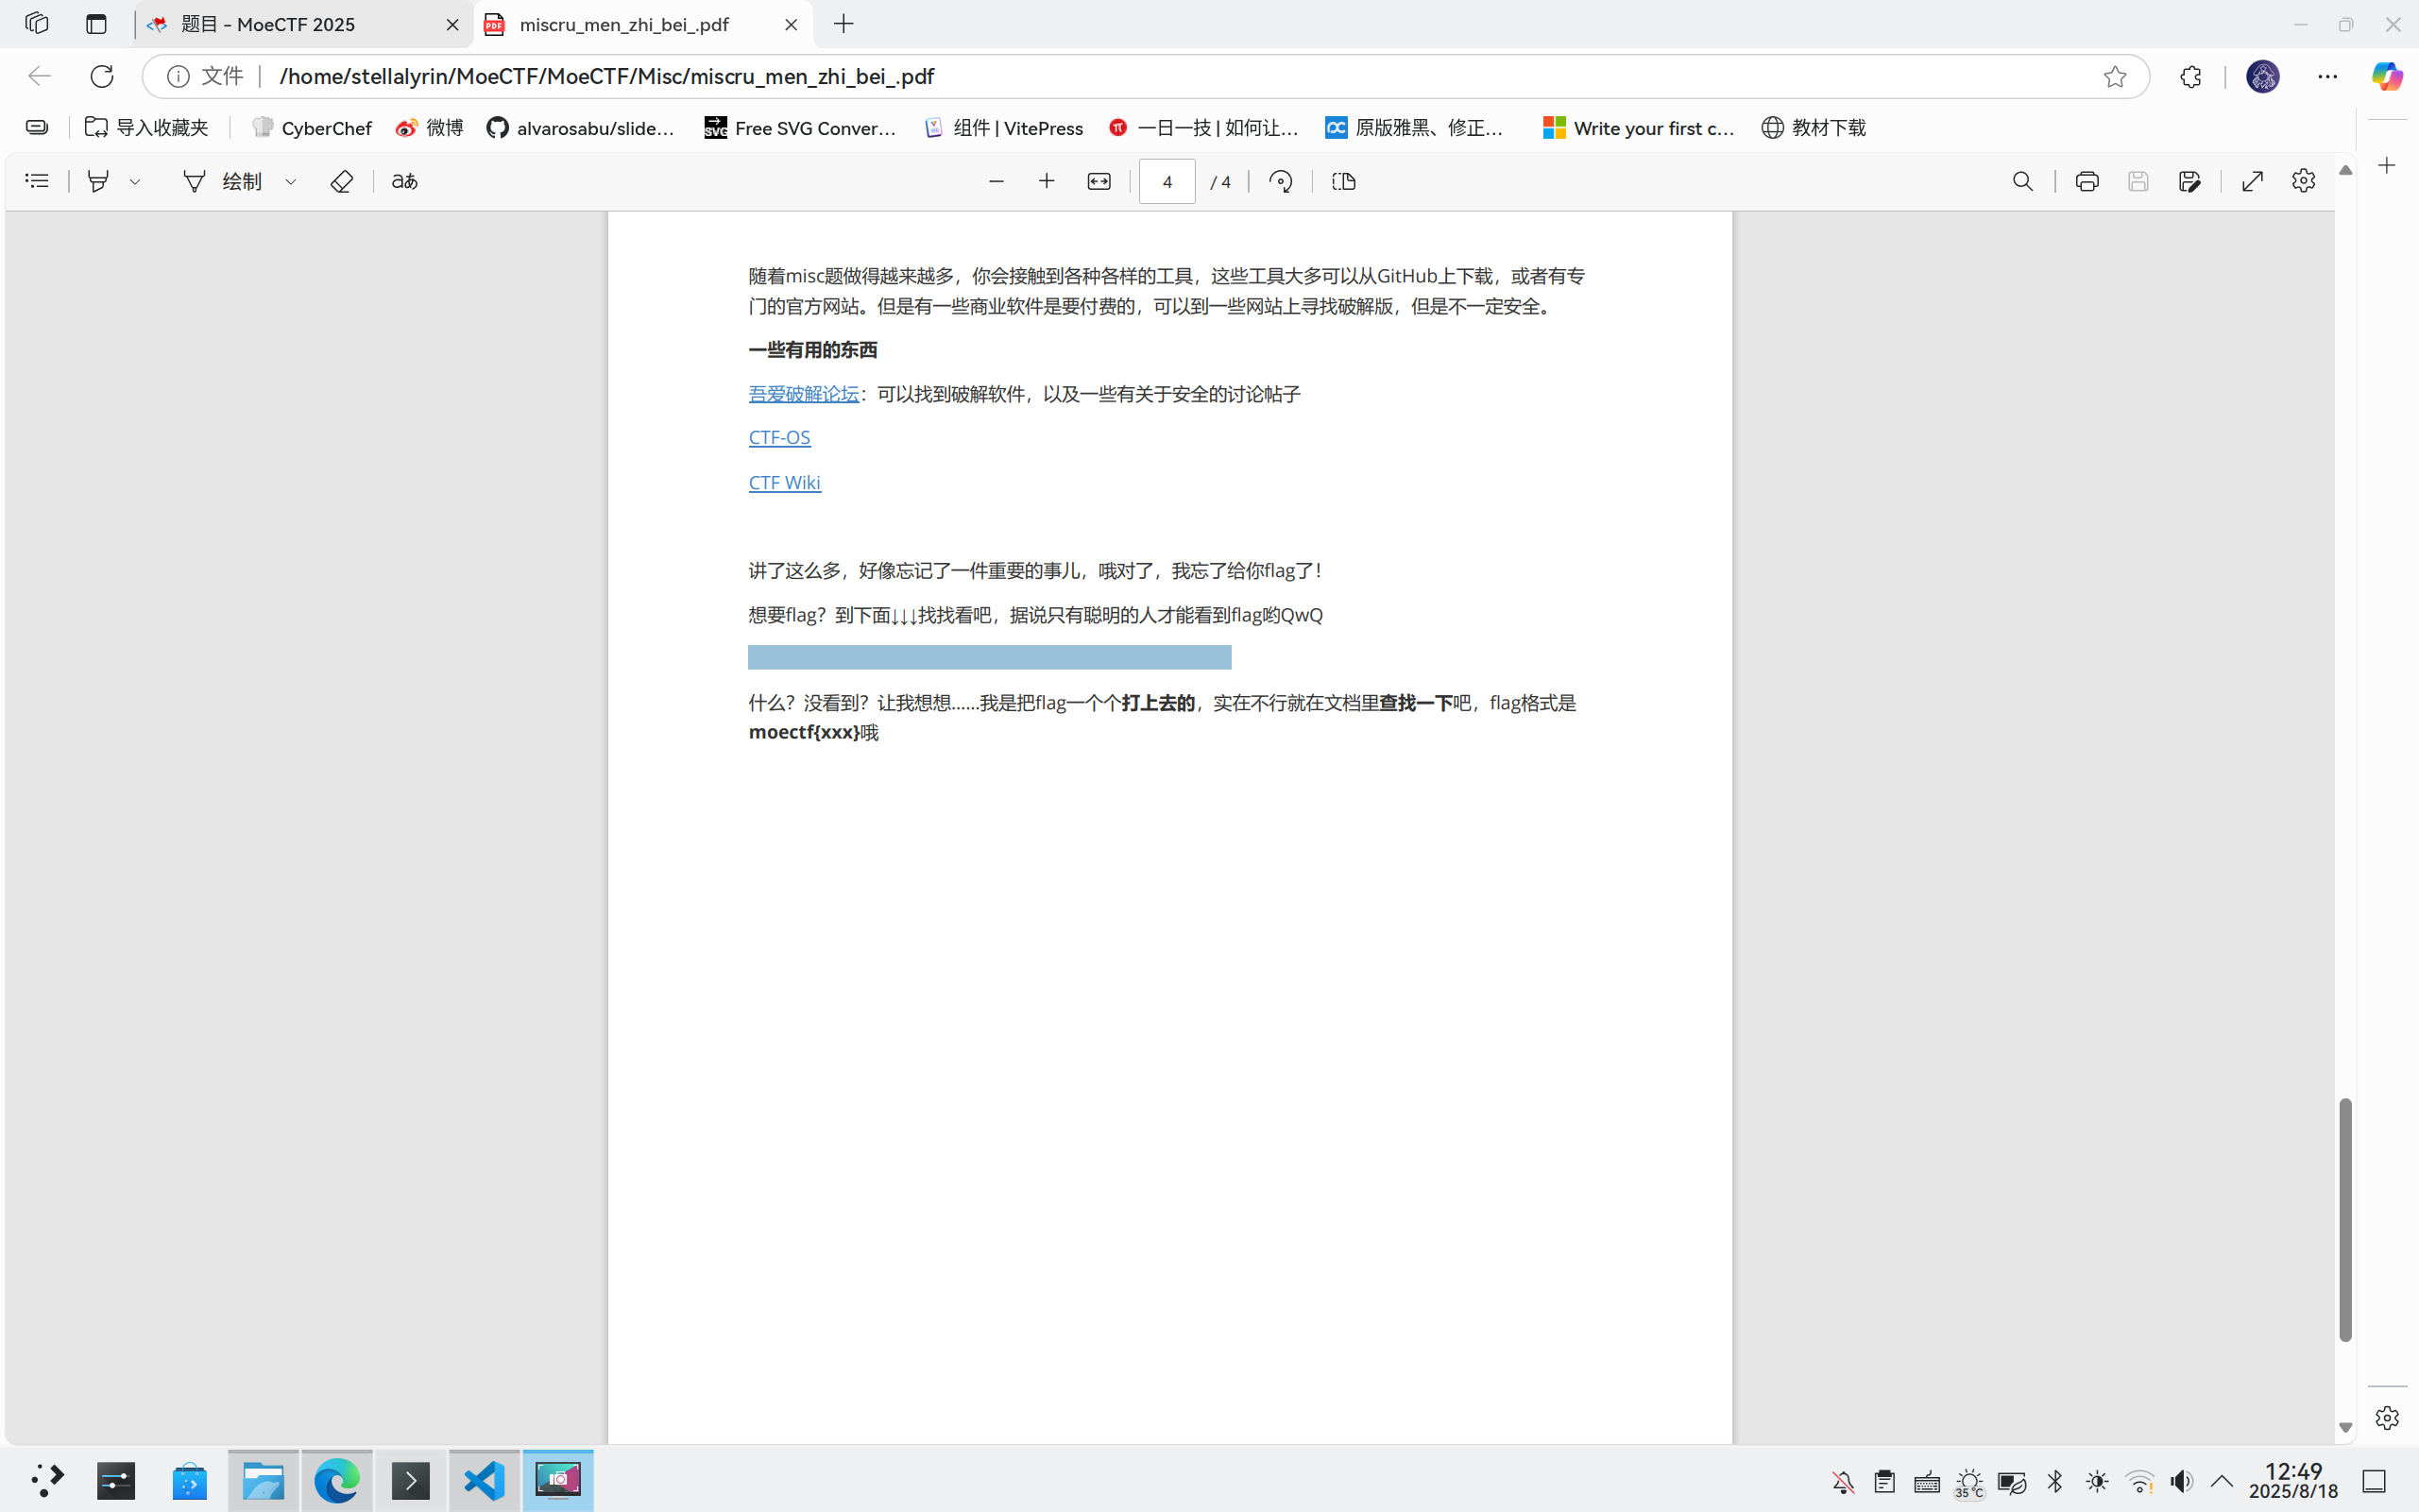 题目 - MoeCTF 2025
miscru_men_zhi_bei_.pdf
文件
/home/stellalyrin/MoeCTF/MoeCTF/Misc/miscru_men_zhi_bei_.pdf
导入收藏夹
CyberChef
微博
alvarosabu/slide...
SVG
Free SVG Conver...
组件 | VitePress
一日一技 | 如何让...
原版雅黑、修正...
Write your first c...
教材下载
绘制
aあ
4
/ 4
随着misc题做得越来越多，你会接触到各种各样的工具，这些工具大多可以从GitHub上下载，或者有专
门的官方网站。但是有一些商业软件是要付费的，可以到一些网站上寻找破解版，但是不一定安全。
一些有用的东西
吾爱破解论坛：可以找到破解软件，以及一些有关于安全的讨论帖子
CTF-OS
CTF Wiki
讲了这么多，好像忘记了一件重要的事儿，哦对了，我忘了给你flag了！
想要flag？到下面↓↓↓找找看吧，据说只有聪明的人才能看到flag哟QwQ
什么？没看到？让我想想......我是把flag一个个打上去的，实在不行就在文档里查找一下吧，flag格式是
moectf{xxx}哦
35 °C
12:49
2025/8/18